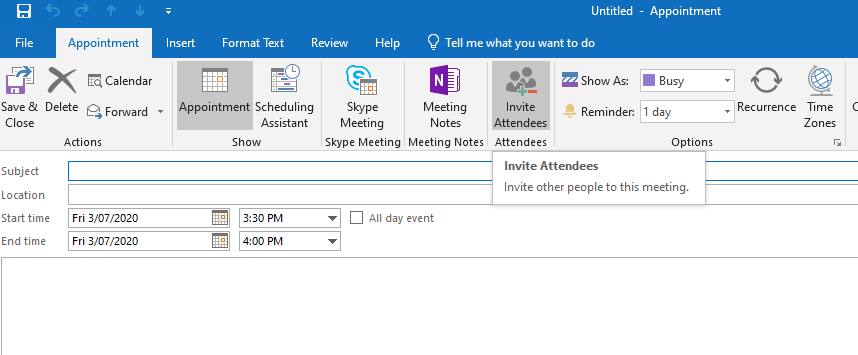 Untitled - Appointment
File Appointment Insert Format Text Review Help Tell me what you want to do
Save & Close
Delete
Calendar
Forward
Actions
Appointment
Scheduling Assistant
Show
Skype Meeting
Skype Meeting
Meeting Notes
Meeting Notes
Invite Attendees
Attendees
Show As: Busy
Reminder: 1 day
Recurrence
Time Zones
Options
Subject
Location
Start time Fri 3/07/2020 3:30 PM All day event
End time Fri 3/07/2020 4:00 PM
Invite Attendees
Invite other people to this meeting.